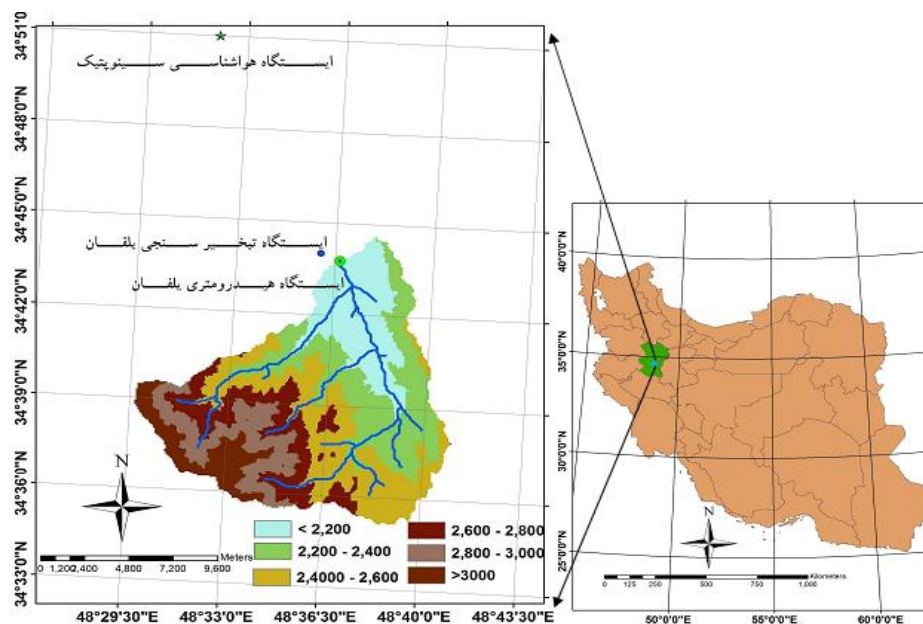 34°51'0
ایستگاه هواشناسی سینوپتیک
34°48'0"N
34°45'0"N
ایستگاه تبخیر سنجی یلفان
ایستگاه هیدرومتری یلفان
34°42'0"N
34°39'0"N
34°36'0"N
34°33'0"N
N
Meters
0 1,200 2,400 4,800 7,200 9,600
< 2,200
2,200 - 2,400
2,4000 - 2,600
2,600 - 2,800
2,800 - 3,000
>3000
48°29'30"E 48°33'0"E 48°36'30"E 48°40'0"E 48°43'30"E
40°0'0"N
35°0'0"N
30°0'0"N
25°0'0"N
N
Kilometers
0 125 250 500 750 1,000
50°0'0"E 55°0'0"E 60°0'0"E